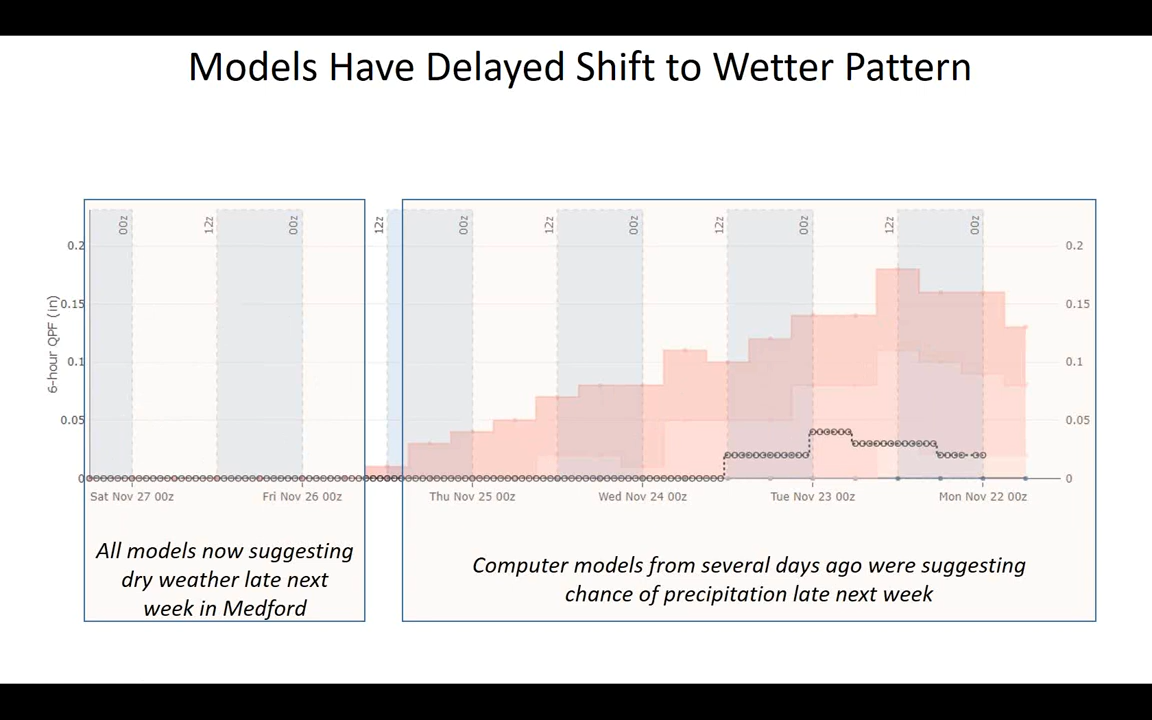 Models Have Delayed Shift to Wetter Pattern
00z 12z 00z 12z 00z 12z 00z 12z 00z 12z 00z
6-hour QPF (in)
0.2 0.2
0.15 0.15
0.1 0.1
0.05 0.05
0 0
Sat Nov 27 00z Fri Nov 26 00z Thu Nov 25 00z Wed Nov 24 00z Tue Nov 23 00z Mon Nov 22 00z
All models now suggesting
dry weather late next
week in Medford
Computer models from several days ago were suggesting
chance of precipitation late next week